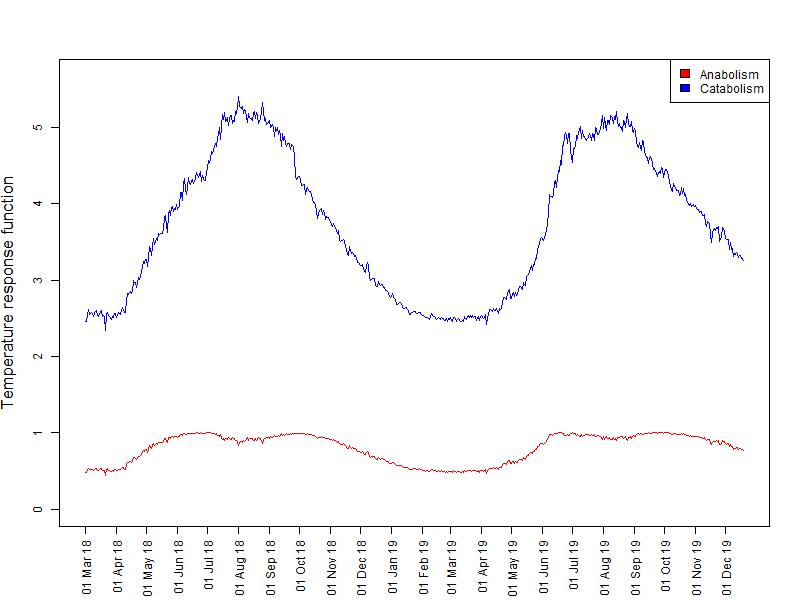 Anabolism
Catabolism
Temperature response function
5
4
3
2
1
0
01 Mar 18
01 Apr 18
01 May 18
01 Jun 18
01 Jul 18
01 Aug 18
01 Sep 18
01 Oct 18
01 Nov 18
01 Dec 18
01 Jan 19
01 Feb 19
01 Mar 19
01 Apr 19
01 May 19
01 Jun 19
01 Jul 19
01 Aug 19
01 Sep 19
01 Oct 19
01 Nov 19
01 Dec 19